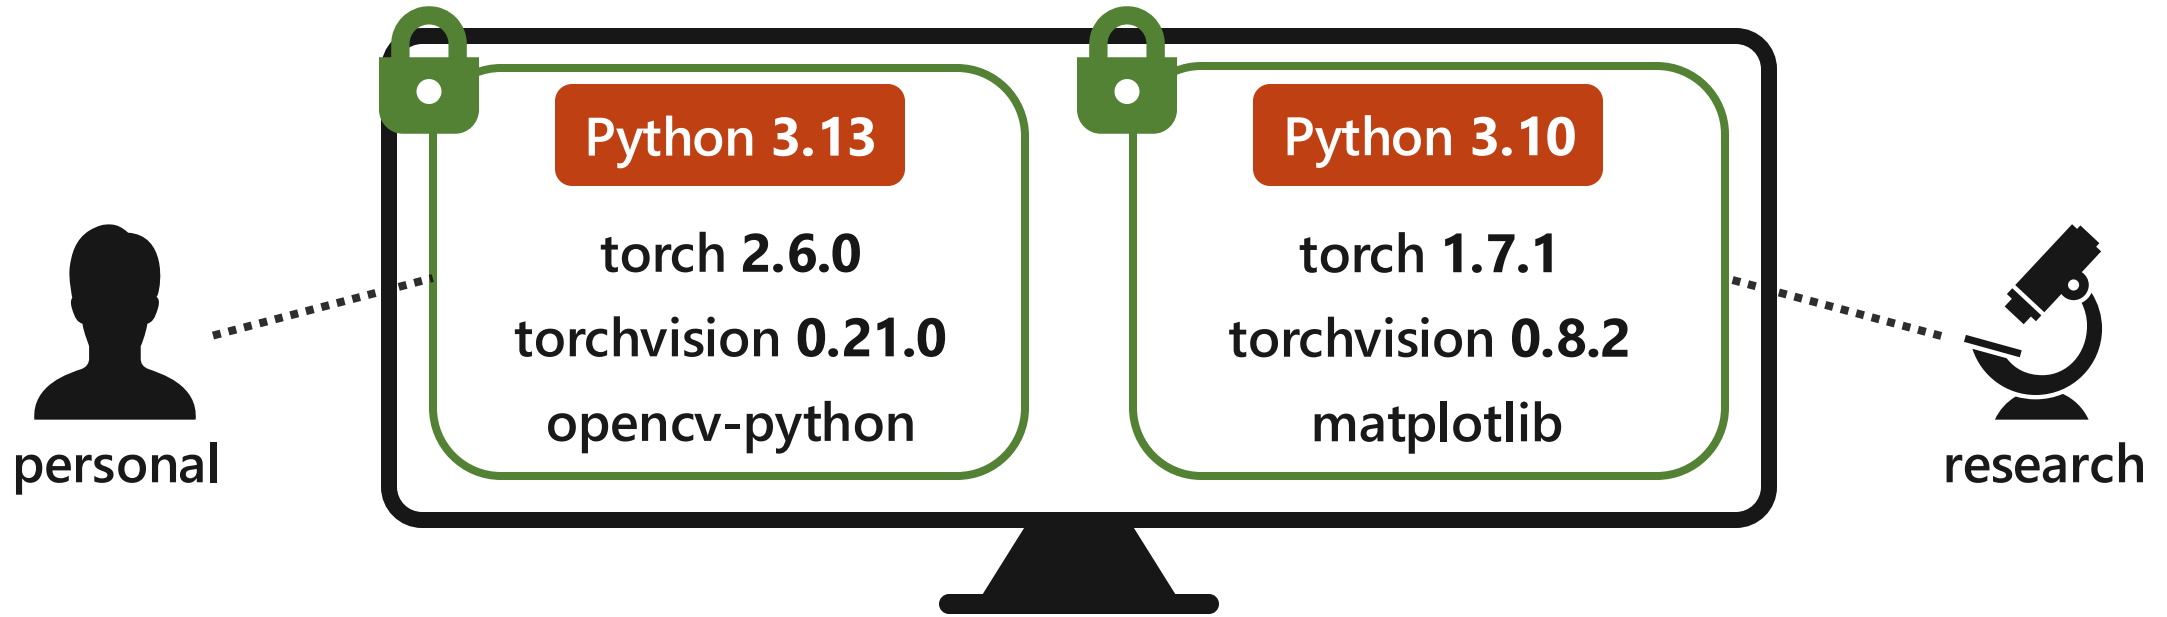 Python 3.13
torch 2.6.0
torchvision 0.21.0
opencv-python
personal
Python 3.10
torch 1.7.1
torchvision 0.8.2
matplotlib
research